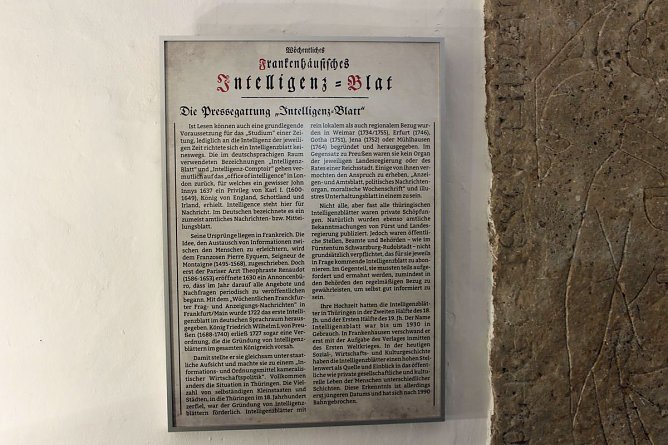 Wöchentliches
Frankenhäusisches
Intelligenz = Blat
Die Pressegattung „Intelligenz=Blatt“
Ist Lesen können auch eine grundlegende
Voraussetzung für das „Studium“ einer Zei-
tung, lediglich an die Intelligenz der jeweili-
gen Zeit richtete sich ein Intelligenzblatt kei-
neswegs. Die im deutschsprachigen Raum
verwendeten Bezeichnungen „Intelligenz-
Blatt“ und „Intelligenz-Comptoir“ gehen ver-
mutlich auf das „office of intelligence“ in Lon-
don zurück, für welches ein gewisser John
Innys 1637 ein Privileg von Karl I. (1600-
1649), König von England, Schottland und
Irland, erhielt. Intelligence steht hier für
Nachricht. Im Deutschen bezeichnete es ein
zumeist amtliches Nachrichten- bzw. Mittei-
lungsblatt.
Seine Ursprünge liegen in Frankreich. Die
Idee, den Austausch von Informationen zwi-
schen den Menschen zu erleichtern, wird
dem Franzosen Pierre Eyquem, Seigneur de
Montaigne (1495-1568), zugeschrieben. Doch
erst der Pariser Arzt Theophraste Renaudot
(1586-1653) eröffnete 1630 ein Annoncenbü-
ro, dass im Jahr darauf alle Angebote und
Nachfragen periodisch zu veröffentlichen
begann. Mit dem „Wöchentlichen Franckfur-
ter Frag- und Anzeigungs-Nachrichten“ in
Frankfurt/Main wurde 1722 das erste Intelli-
genzblatt im deutschen Sprachraum heraus-
gegeben. König Friedrich Wilhelm I. von Preu-
ßen (1688-1740) erließ 1727 sogar eine Ver-
ordnung, die die Gründung von Intelligenz-
blättern im gesamten Königreich vorsah.
Damit stellte er sie gleichsam unter staat-
liche Aufsicht und machte sie zu einem „In-
formations- und Ordnungsmittel kameralis-
tischer Wirtschaftspolitik“. Vollkommen
anders die Situation in Thüringen. Die Viel-
zahl von selbständigen Kleinstaaten und
Städten, in die Thüringen im 18. Jahrhundert
zerfiel, war der Gründung von Intelligenz-
blättern förderlich. Intelligenzblätter mit
rein lokalem als auch regionalem Bezug wur-
den in Weimar (1734/1755), Erfurt (1746),
Gotha (1751), Jena (1752) oder Mühlhausen
(1764) begründet und herausgegeben. Im
Gegensatz zu Preußen waren sie kein Organ
der jeweiligen Landesregierung oder des
Rates einer Reichsstadt. Einige von ihnen ver-
mochten den Anspruch zu erheben, „Anzei-
gen- und Amtsblatt, politisches Nachrichten-
organ, moralische Wochenschrift“ und illus-
tres Unterhaltungsblatt in einem zu sein.
Nicht alle, aber fast alle thüringischen
Intelligenzblätter waren private Schöpfun-
gen. Natürlich wurden ebenso amtliche
Bekanntmachungen von Fürst und Landes-
regierung publiziert. Jedoch waren öffentli-
che Stellen, Beamte und Behörden – wie im
Fürstentum Schwarzburg-Rudolstadt – nicht
grundsätzlich verpflichtet, das für sie jeweils
in Frage kommende Intelligenzblatt zu abon-
nieren. Im Gegenteil, sie mussten teils aufge-
fordert und ermahnt werden, zumindest in
den Behörden den regelmäßigen Bezug zu
gewährleisten, um selbst gut informiert zu
sein.
Ihre Hochzeit hatten die Intelligenzblät-
ter in Thüringen in der Zweiten Hälfte des 18.
Jh. und der Ersten Hälfte des 19. Jh. Der Name
Intelligenzblatt war bis um 1930 in
Gebrauch. In Frankenhausen verschwand er
erst mit der Aufgabe des Verlages inmitten
des Ersten Weltkrieges. In der heutigen
Sozial-, Wirtschafts- und Kulturgeschichte
haben die Intelligenzblätter einen hohen Stel-
lenwert als Quelle und Einblick in das öffent-
liche wie private gesellschaftliche und kultu-
relle Leben der Menschen unterschiedlicher
Schichten. Diese Erkenntnis ist allerdings
erst jüngeren Datums und hat sich nach 1990
Bahn gebrochen.